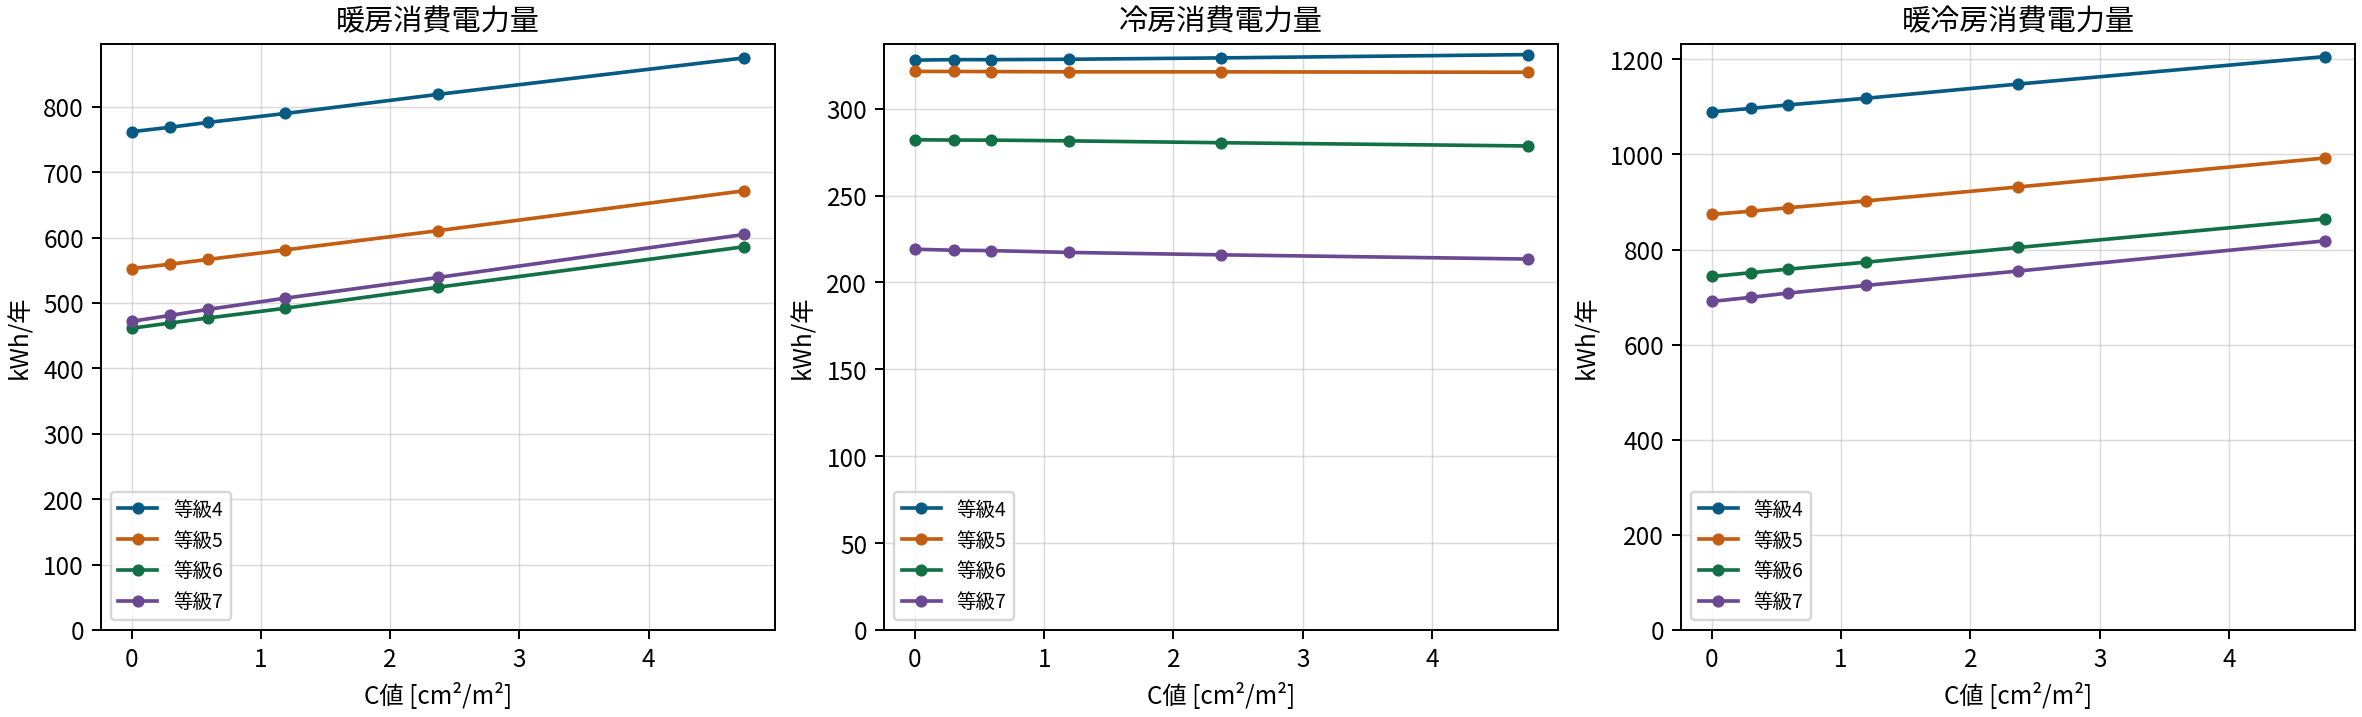 暖房消費電力量
kWh/年
800
700
600
500
400
300
200
100
0
等級4
等級5
等級6
等級7
0 1 2 3 4
C値 [cm²/m²]
冷房消費電力量
kWh/年
300
250
200
150
100
50
0
等級4
等級5
等級6
等級7
0 1 2 3 4
C値 [cm²/m²]
暖冷房消費電力量
kWh/年
1200
1000
800
600
400
200
0
等級4
等級5
等級6
等級7
0 1 2 3 4
C値 [cm²/m²]